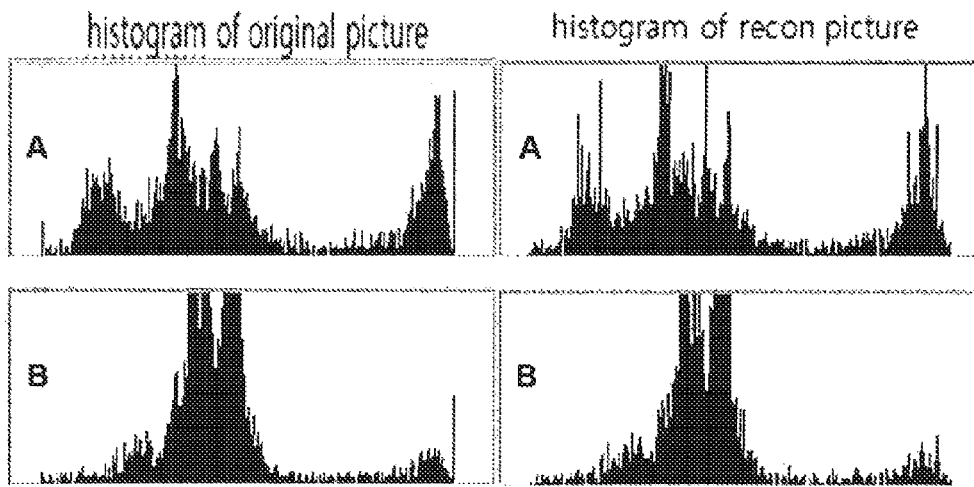 histogram of original picture
histogram of recon picture
A
A
B
B